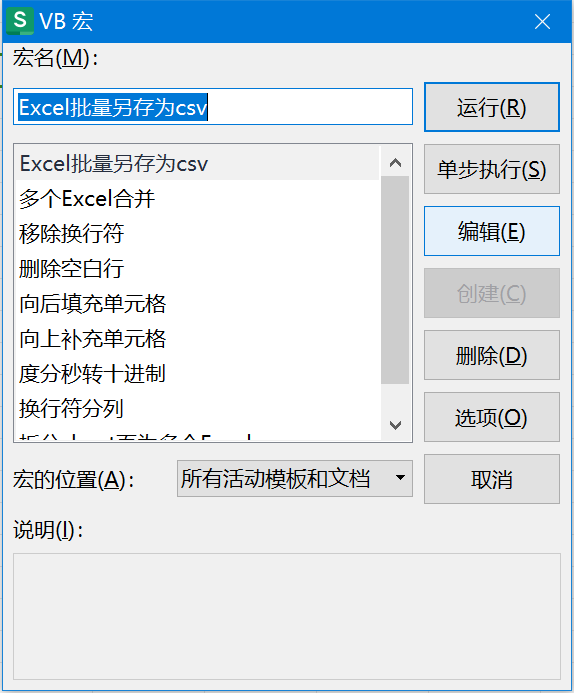 S VB 宏
宏名(M):
Excel批量另存为csv
运行(R)
Excel批量另存为csv
单步执行(S)
多个Excel合并
移除换行符
编辑(E)
删除空白行
向后填充单元格
创建(C)
向上补充单元格
删除(D)
度分秒转十进制
换行符分列
选项(O)
宏的位置(A):
所有活动模板和文档
取消
说明(I):